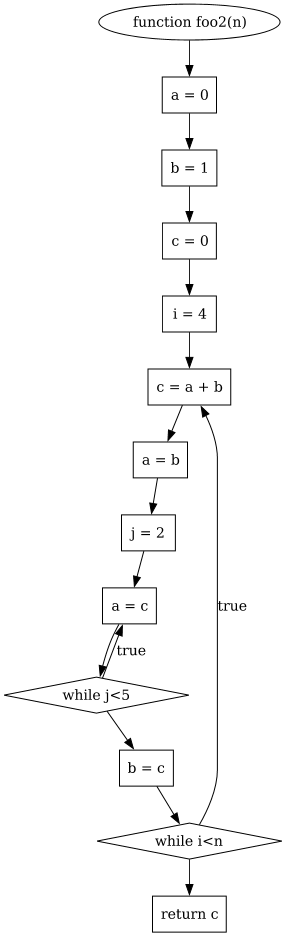 function foo2(n)
a = 0
b = 1
c = 0
i = 4
c = a + b
a = b
j = 2
a = c
true
true
while j<5
b = c
while i<n
return c